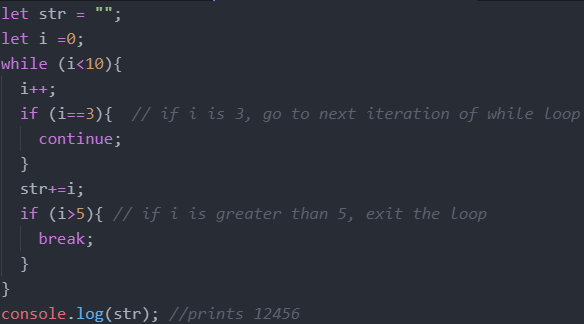 let str = "";
let i =0;
while (i<10){
  i++;
  if (i==3){  // if i is 3, go to next iteration of while loop
    continue;
  }
  str+=i;
  if (i>5){ // if i is greater than 5, exit the loop
    break;
  }
}
console.log(str); //prints 12456